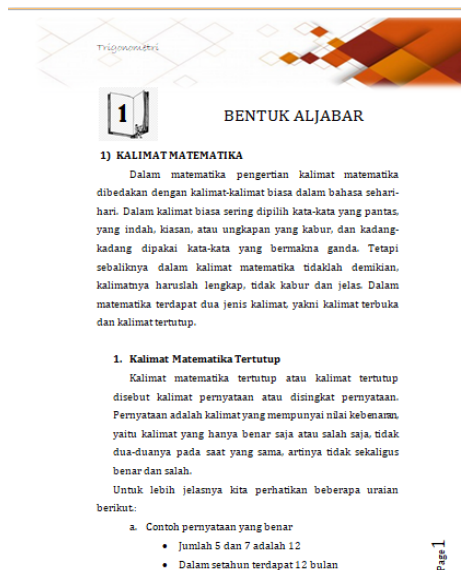 Trigonometri
1
BENTUK ALJABAR
1) KALIMAT MATEMATIKA
Dalam matematika pengertian kalimat matematika
dibedakan dengan kalimat-kalimat biasa dalam bahasa sehari-
hari. Dalam kalimat biasa sering dipilih kata-kata yang pantas,
yang indah, kiasan, atau ungkapan yang kabur, dan kadang-
kadang dipakai kata-kata yang bermakna ganda. Tetapi
sebaliknya dalam kalimat matematika tidaklah demikian,
kalimatnya haruslah lengkap, tidak kabur dan jelas. Dalam
matematika terdapat dua jenis kalimat, yakni kalimat terbuka
dan kalimat tertutup.
1. Kalimat Matematika Tertutup
Kalimat matematika tertutup atau kalimat tertutup
disebut kalimat pernyataan atau disingkat pernyataan.
Pernyataan adalah kalimat yang mempunyai nilai kebenaran,
yaitu kalimat yang hanya benar saja atau salah saja, tidak
dua-duanya pada saat yang sama, artinya tidak sekaligus
benar dan salah.
Untuk lebih jelasnya kita perhatikan beberapa uraian
berikut.:
a. Contoh pernyataan yang benar
• Jumlah 5 dan 7 adalah 12
• Dalam setahun terdapat 12 bulan
Page 1